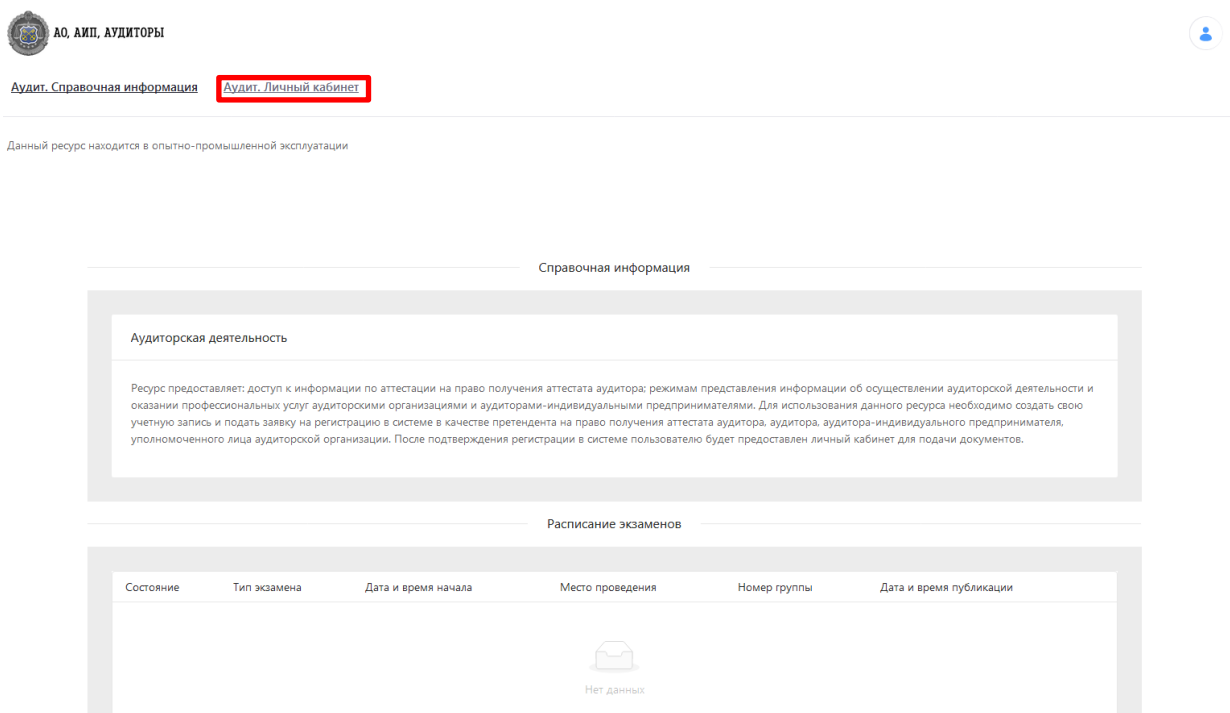 АО, АИП, АУДИТОРЫ
Аудит. Справочная информация Аудит. Личный кабинет
Данный ресурс находится в опытно-промышленной эксплуатации
Справочная информация
Аудиторская деятельность
Ресурс предоставляет: доступ к информации по аттестации на право получения аттестата аудитора; режимам представления информации об осуществлении аудиторской деятельности и
оказании профессиональных услуг аудиторскими организациями и аудиторами-индивидуальными предпринимателями. Для использования данного ресурса необходимо создать свою
учетную запись и подать заявку на регистрацию в системе в качестве претендента на право получения аттестата аудитора, аудитора, аудитора-индивидуального предпринимателя,
уполномоченного лица аудиторской организации. После подтверждения регистрации в системе пользователю будет предоставлен личный кабинет для подачи документов.
Расписание экзаменов
Состояние Тип экзамена Дата и время начала Место проведения Номер группы Дата и время публикации
Нет данных